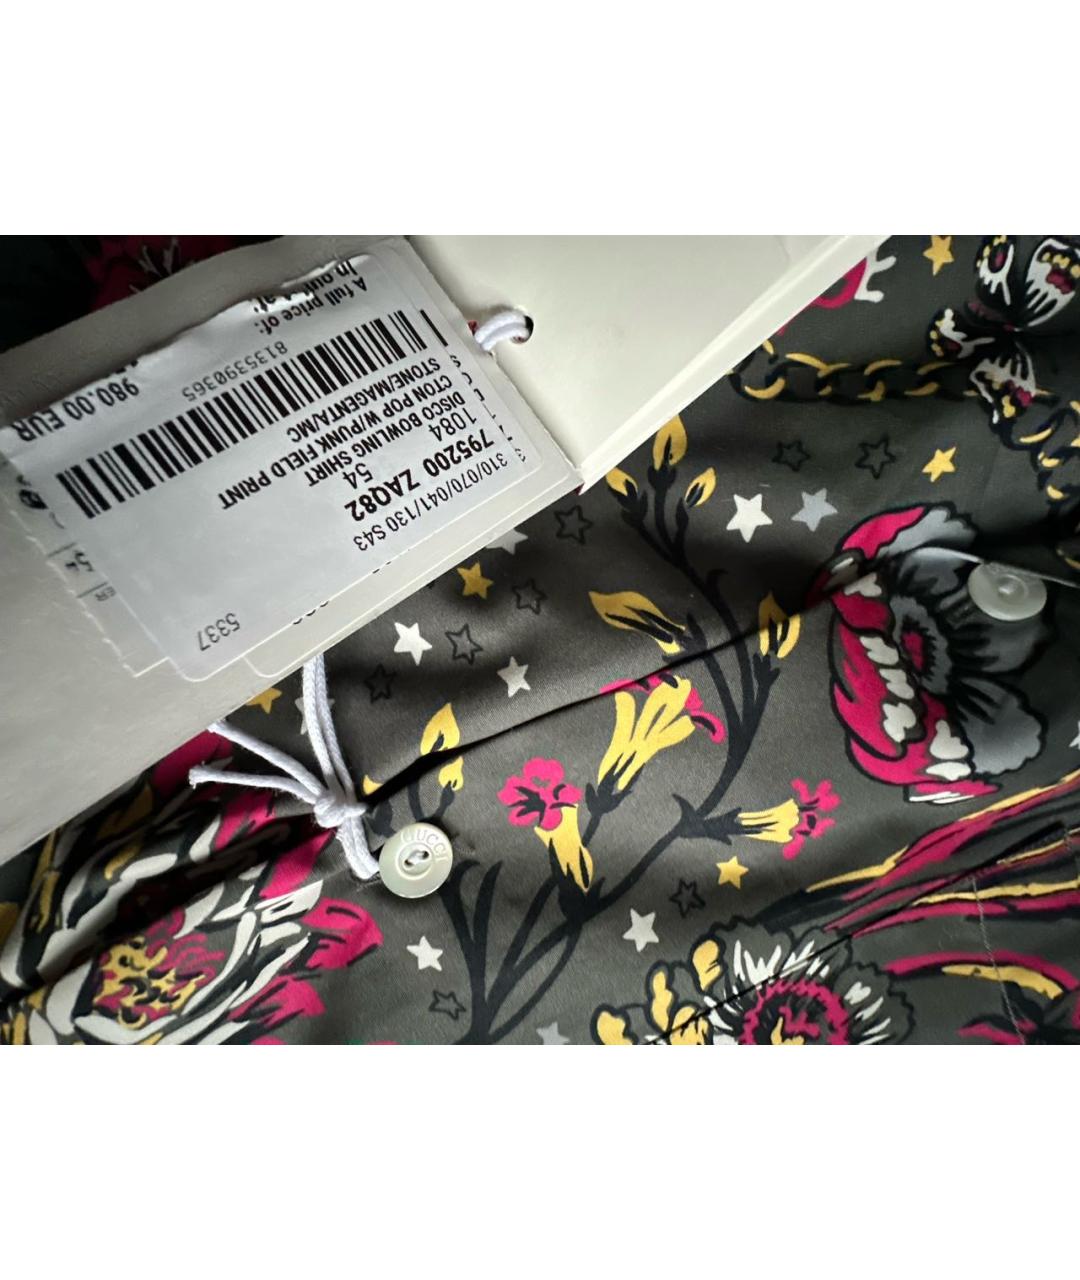 310/070/041/130 S43
795200 ZAQ82
1084 54
DISCO BOWLING SHIRT
CTON POP W/PUNK FIELD PRINT
STONE/MAGENTA/MC
8135390365
A full price of:
980.00 EUR
5337
GUCCI